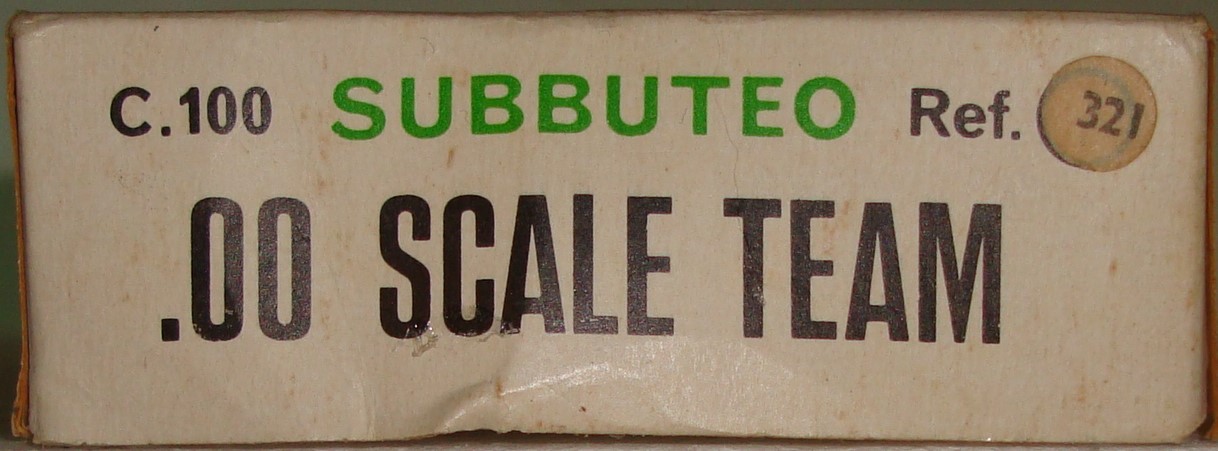 C.100 SUBBUTEO Ref. 321
.00 SCALE TEAM